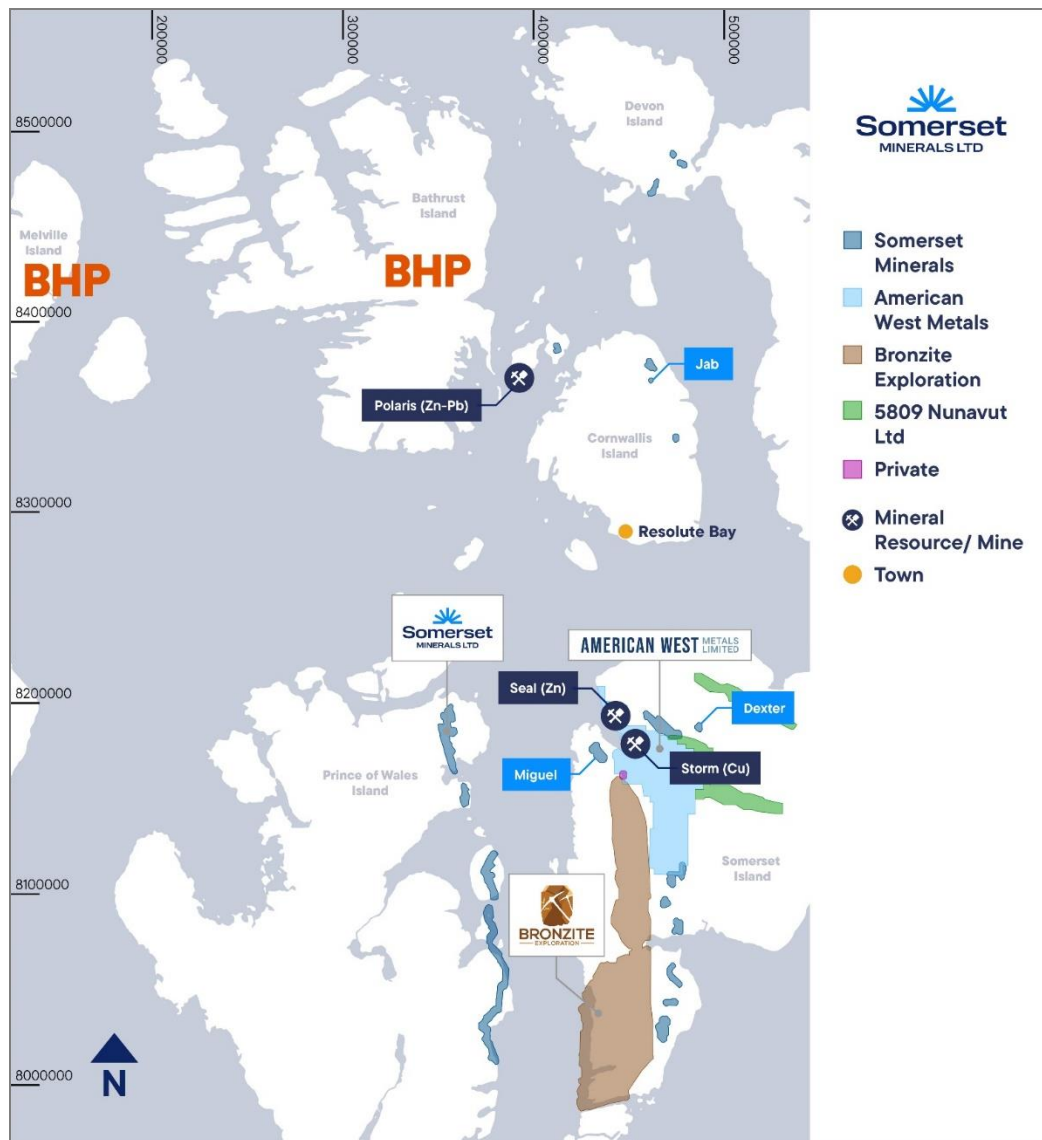 200000
300000
400000
500000
8500000
8400000
8300000
8200000
8100000
8000000
Devon
Island
Bathrust
Island
Melville
Island
BHP
BHP
Jab
Polaris (Zn-Pb)
Cornwallis
Island
Resolute Bay
Somerset
MINERALS LTD
AMERICAN WEST METALS
LIMITED
Seal (Zn)
Dexter
Storm (Cu)
Miguel
Prince of Wales
Island
Somerset
Island
BRONZITE
EXPLORATION
N
Somerset
MINERALS LTD
Somerset
Minerals
American
West Metals
Bronzite
Exploration
5809 Nunavut
Ltd
Private
Mineral
Resource/ Mine
Town